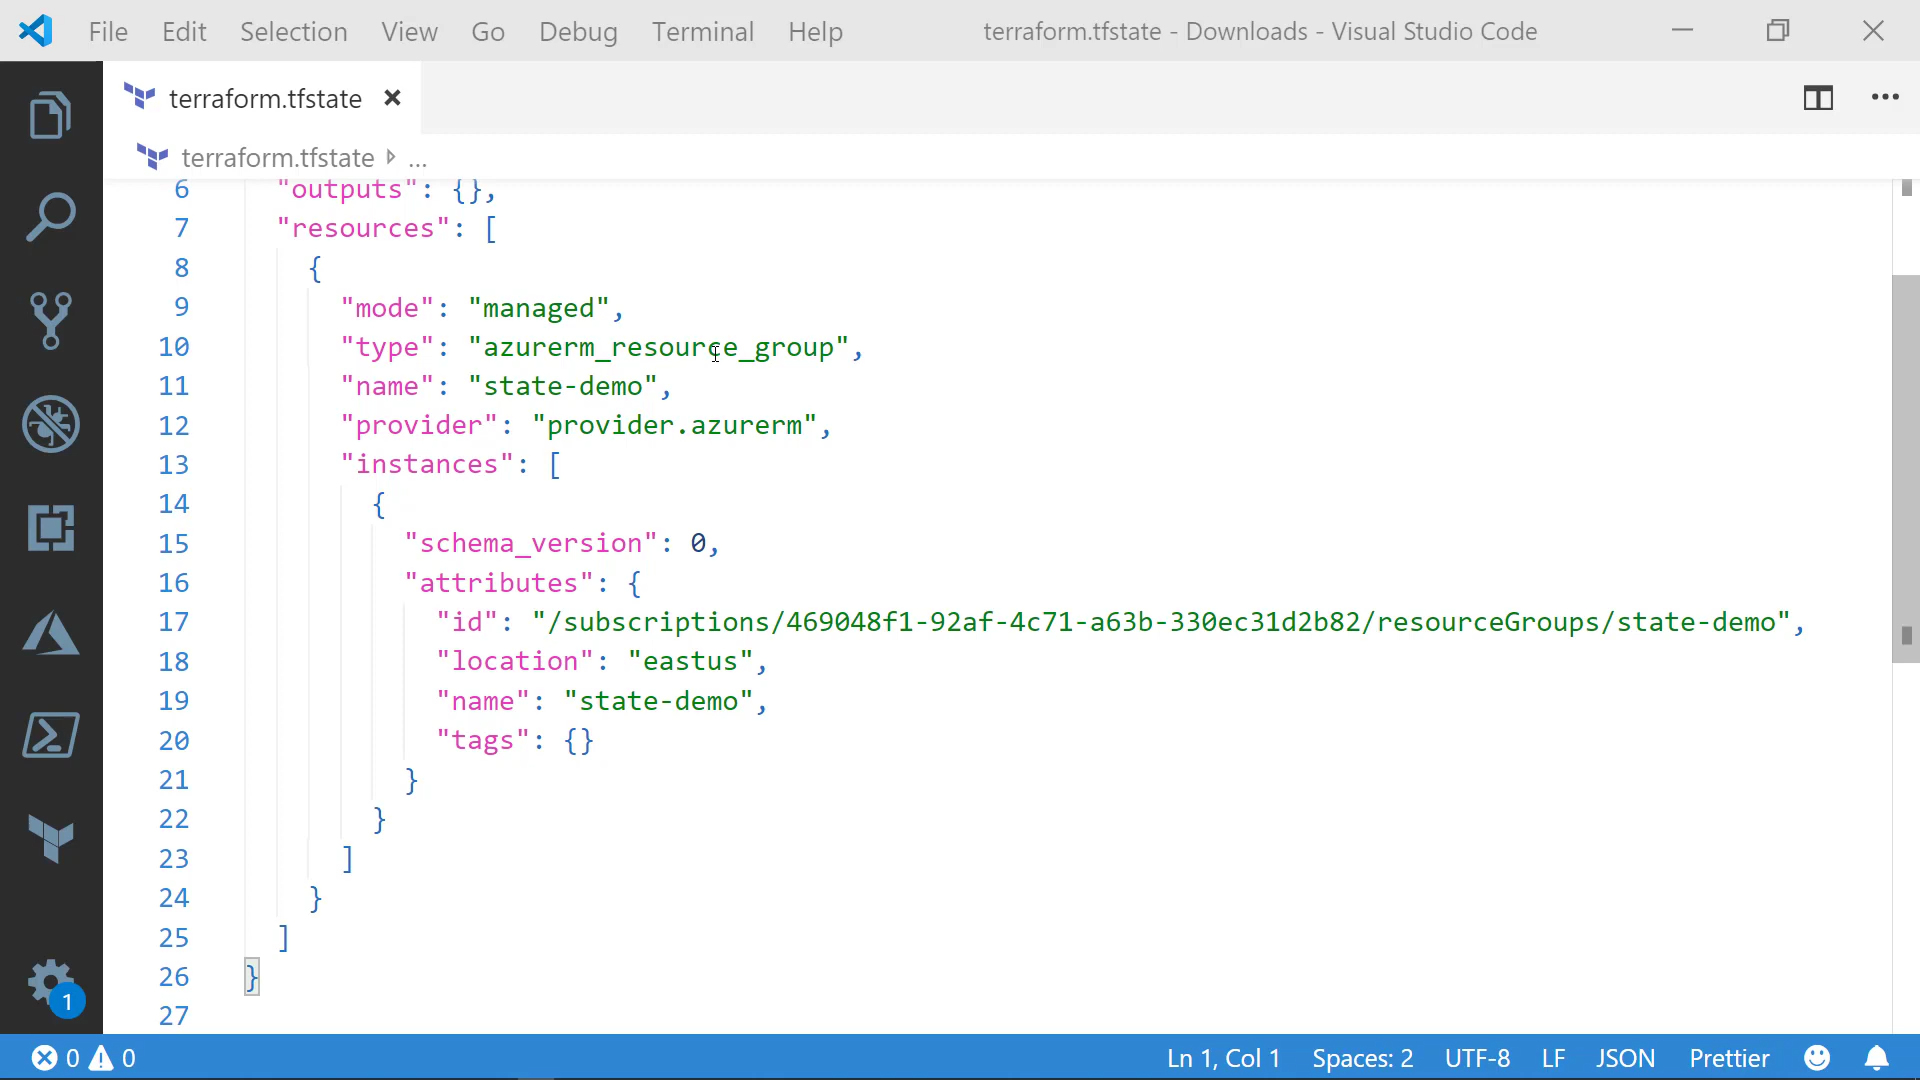 File Edit Selection View Go Debug Terminal Help terraform.tfstate - Downloads - Visual Studio Code
terraform.tfstate
terraform.tfstate ...
6 "outputs": {},
7 "resources": [
8 {
9 "mode": "managed",
10 "type": "azurerm_resource_group",
11 "name": "state-demo",
12 "provider": "provider.azurerm",
13 "instances": [
14 {
15 "schema_version": 0,
16 "attributes": {
17 "id": "/subscriptions/469048f1-92af-4c71-a63b-330ec31d2b82/resourceGroups/state-demo",
18 "location": "eastus",
19 "name": "state-demo",
20 "tags": {}
21 }
22 }
23 ]
24 }
25 ]
26 }
27
1
0 0 Ln 1, Col 1 Spaces: 2 UTF-8 LF JSON Prettier